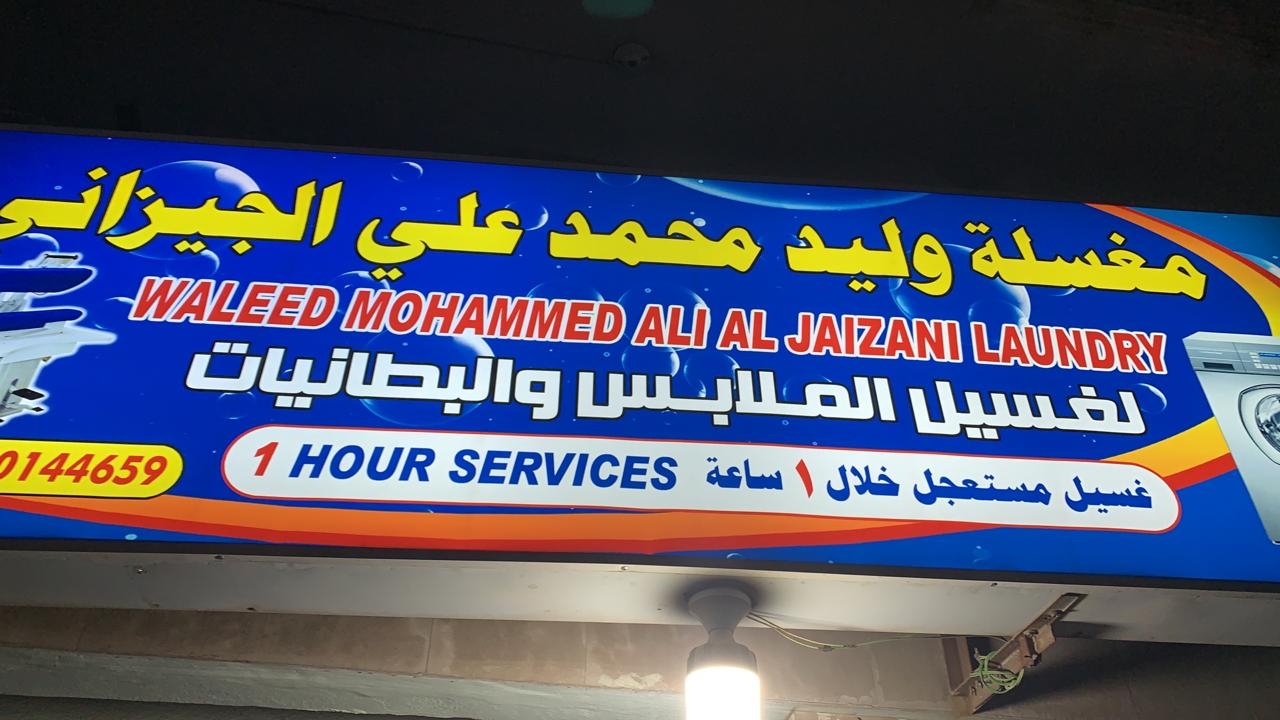 مغسلة وليد محمد علي الجيزاني
WALEED MOHAMMED ALI AL JAIZANI LAUNDRY
لغسيل الملابس والبطانيات
غسيل مستعجل خلال ١ ساعة 1 HOUR SERVICES
0144659